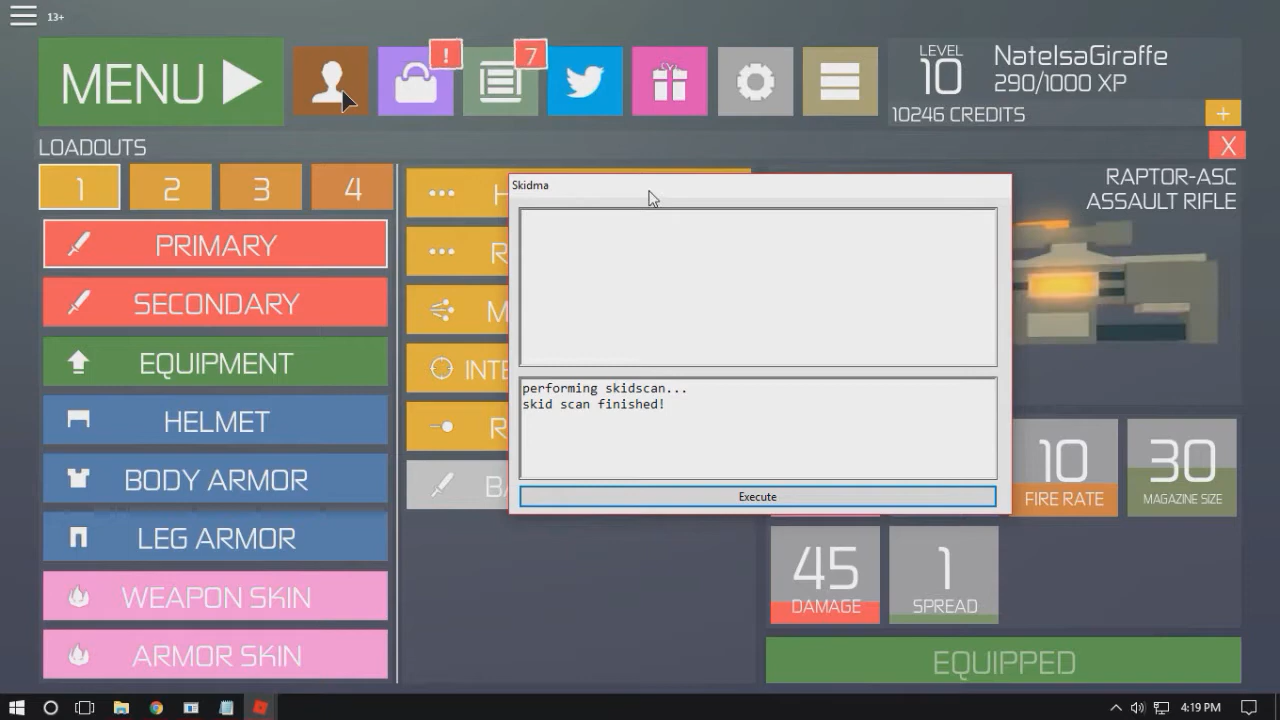 13+
MENU
!
7
LEVEL
10
NatelsaGiraffe
290/1000 XP
10246 CREDITS
+
X
LOADOUTS
1
2
3
4
PRIMARY
SECONDARY
EQUIPMENT
HELMET
BODY ARMOR
LEG ARMOR
WEAPON SKIN
ARMOR SKIN
Skidma
performing skidscan...
skid scan finished!
Execute
RAPTOR-ASC
ASSAULT RIFLE
10
FIRE RATE
30
MAGAZINE SIZE
45
DAMAGE
1
SPREAD
EQUIPPED
4:19 PM